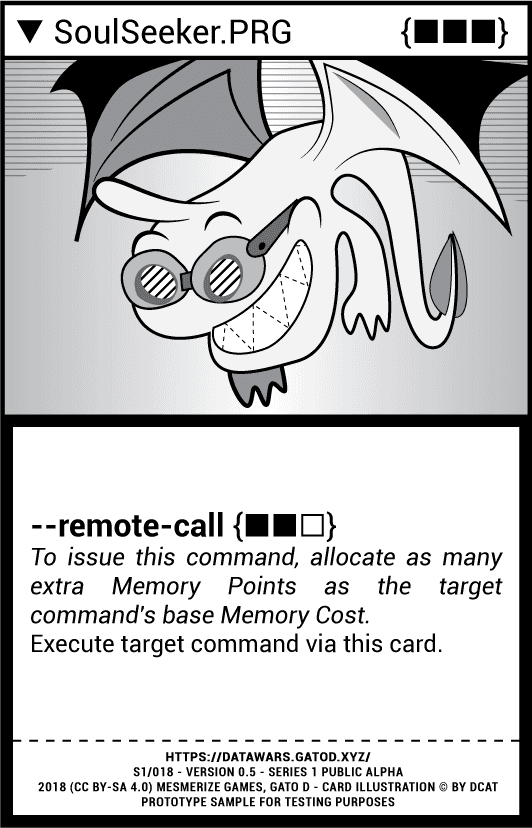 ▼ SoulSeeker.PRG {■■■}
--remote-call {■■□}
To issue this command, allocate as many
extra Memory Points as the target
command's base Memory Cost.
Execute target command via this card.
HTTPS://DATAWARS.GATOD.XYZ/
S1/018 - VERSION 0.5 - SERIES 1 PUBLIC ALPHA
2018 (CC BY-SA 4.0) MESMERIZE GAMES, GATO D - CARD ILLUSTRATION © BY DCAT
PROTOTYPE SAMPLE FOR TESTING PURPOSES